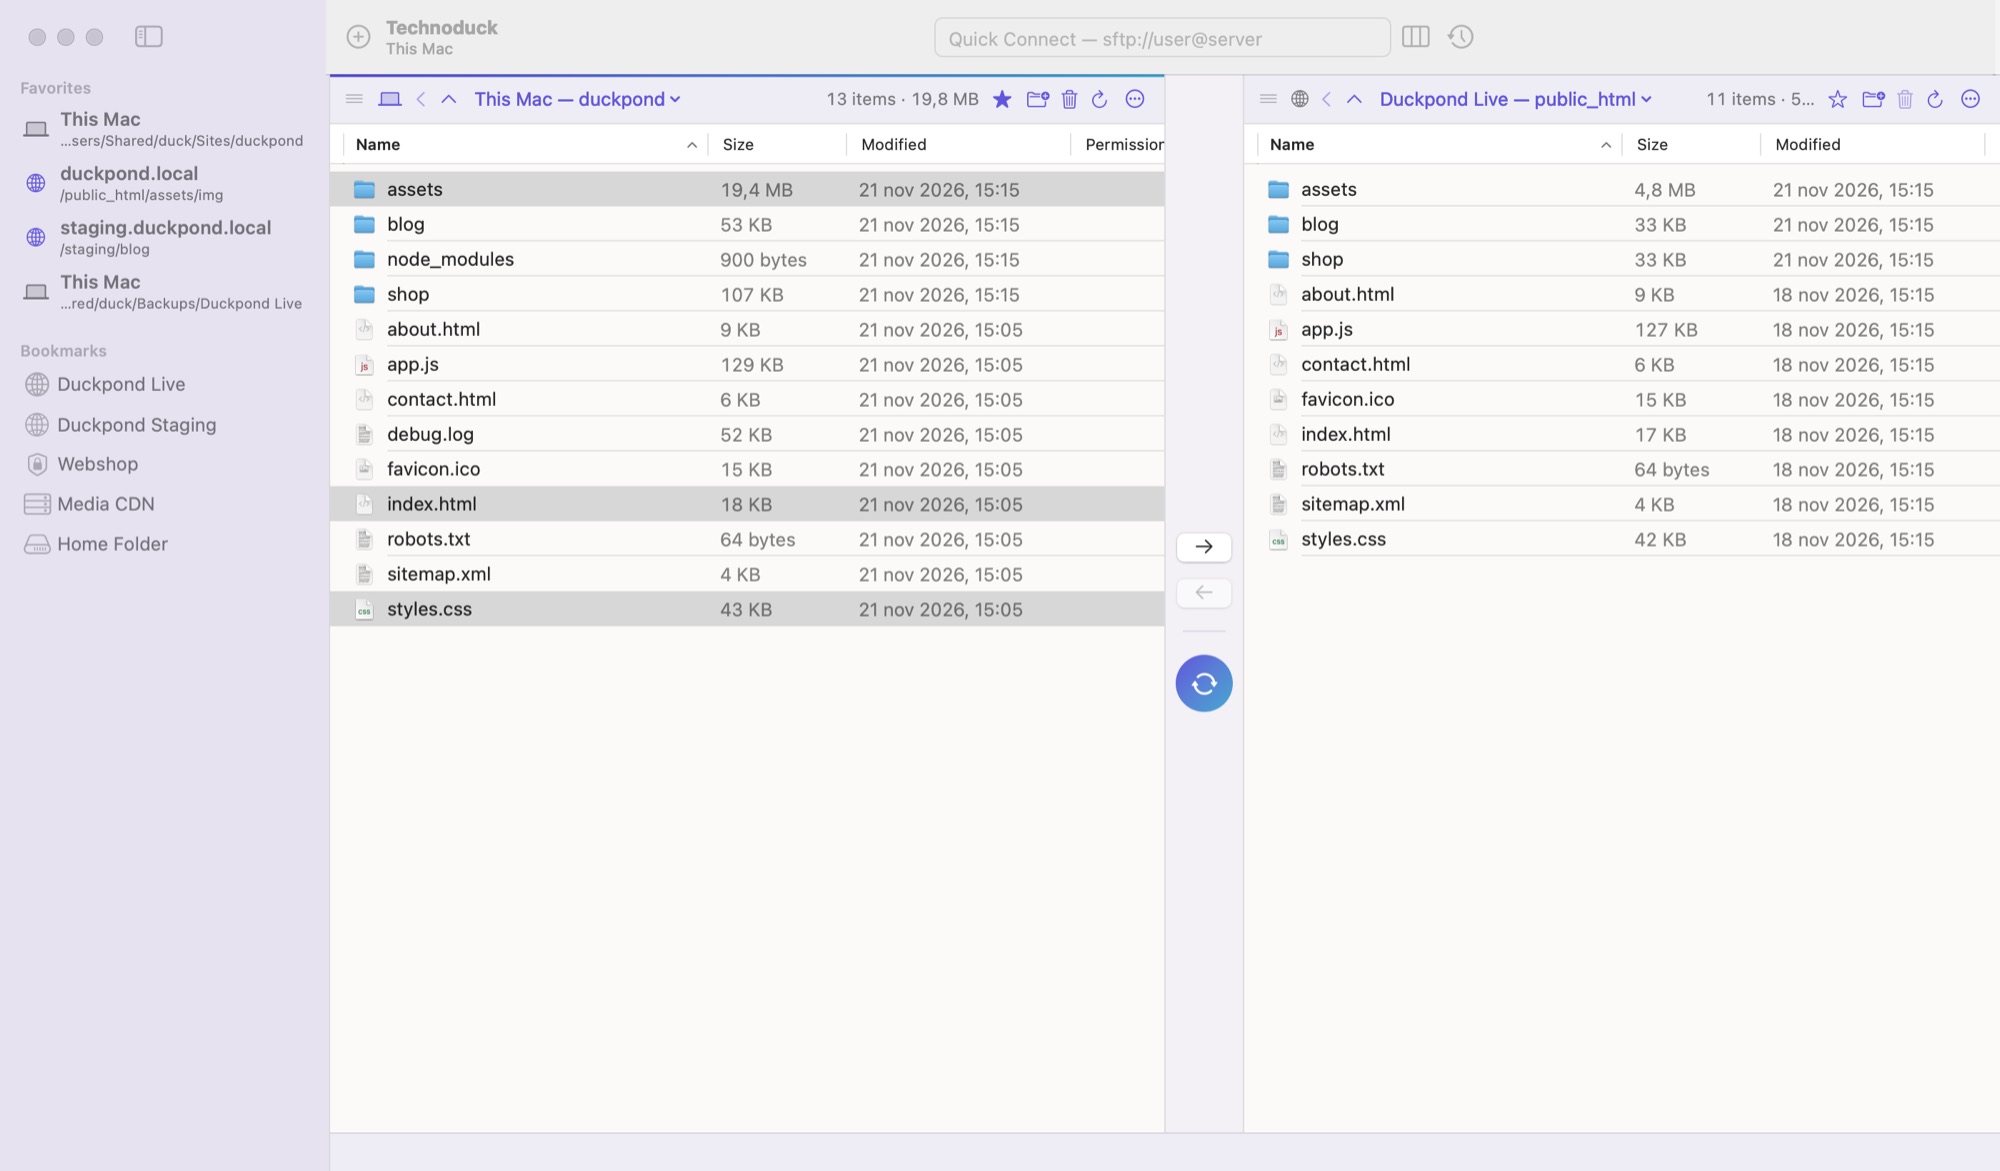 Technoduck
This Mac
Quick Connect — sftp://user@server
Favorites
This Mac
...sers/Shared/duck/Sites/duckpond
duckpond.local
/public_html/assets/img
staging.duckpond.local
/staging/blog
This Mac
...red/duck/Backups/Duckpond Live
Bookmarks
Duckpond Live
Duckpond Staging
Webshop
Media CDN
Home Folder
This Mac — duckpond 13 items · 19,8 MB
Name Size Modified Permission
assets 19,4 MB 21 nov 2026, 15:15
blog 53 KB 21 nov 2026, 15:15
node_modules 900 bytes 21 nov 2026, 15:15
shop 107 KB 21 nov 2026, 15:15
about.html 9 KB 21 nov 2026, 15:05
js app.js 129 KB 21 nov 2026, 15:05
contact.html 6 KB 21 nov 2026, 15:05
debug.log 52 KB 21 nov 2026, 15:05
favicon.ico 15 KB 21 nov 2026, 15:05
index.html 18 KB 21 nov 2026, 15:05
robots.txt 64 bytes 21 nov 2026, 15:05
sitemap.xml 4 KB 21 nov 2026, 15:05
css styles.css 43 KB 21 nov 2026, 15:05
Duckpond Live — public_html 11 items · 5...
Name Size Modified
assets 4,8 MB 21 nov 2026, 15:15
blog 33 KB 21 nov 2026, 15:15
shop 33 KB 21 nov 2026, 15:15
about.html 9 KB 18 nov 2026, 15:15
js app.js 127 KB 18 nov 2026, 15:15
contact.html 6 KB 18 nov 2026, 15:15
favicon.ico 15 KB 18 nov 2026, 15:15
index.html 17 KB 18 nov 2026, 15:15
robots.txt 64 bytes 18 nov 2026, 15:15
sitemap.xml 4 KB 18 nov 2026, 15:15
css styles.css 42 KB 18 nov 2026, 15:15